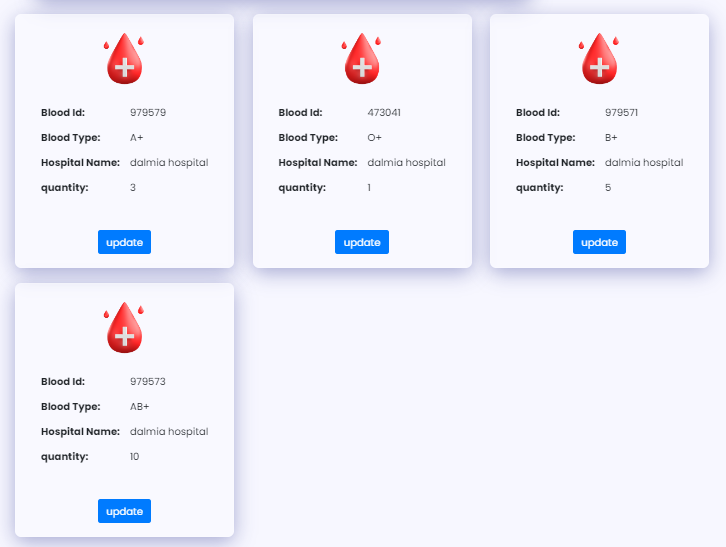 Blood Id: 979579
Blood Type: A+
Hospital Name: dalmia hospital
quantity: 3
update
Blood Id: 473041
Blood Type: O+
Hospital Name: dalmia hospital
quantity: 1
update
Blood Id: 979571
Blood Type: B+
Hospital Name: dalmia hospital
quantity: 5
update
Blood Id: 979573
Blood Type: AB+
Hospital Name: dalmia hospital
quantity: 10
update